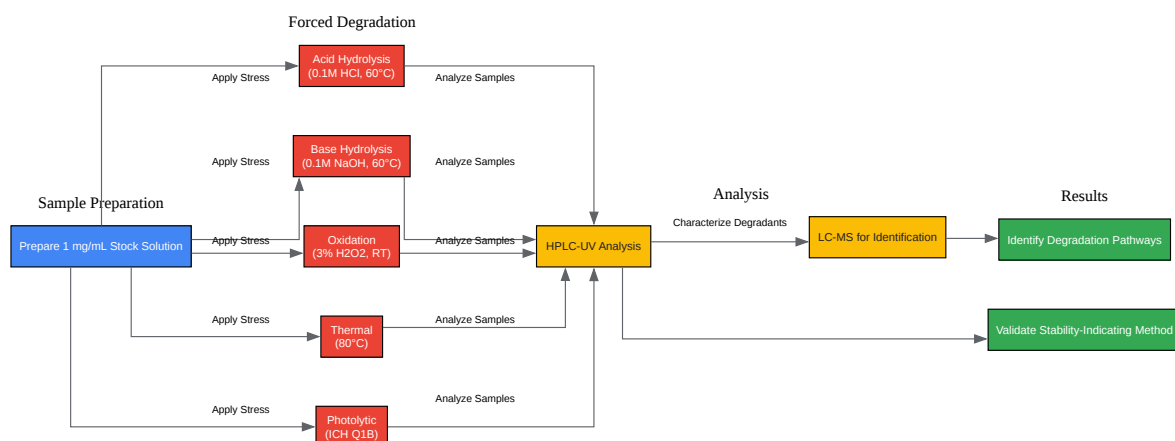 Forced Degradation
Acid Hydrolysis
(0.1M HCl, 60°C)
Apply Stress
Analyze Samples
Base Hydrolysis
(0.1M NaOH, 60°C)
Apply Stress
Analyze Samples
Sample Preparation
Analysis
Results
Characterize Degradants
Prepare 1 mg/mL Stock Solution
Apply Stress
Oxidation
(3% H2O2, RT)
Analyze Samples
HPLC-UV Analysis
LC-MS for Identification
Identify Degradation Pathways
Apply Stress
Thermal
(80°C)
Analyze Samples
Validate Stability-Indicating Method
Apply Stress
Photolytic
(ICH Q1B)
Analyze Samples